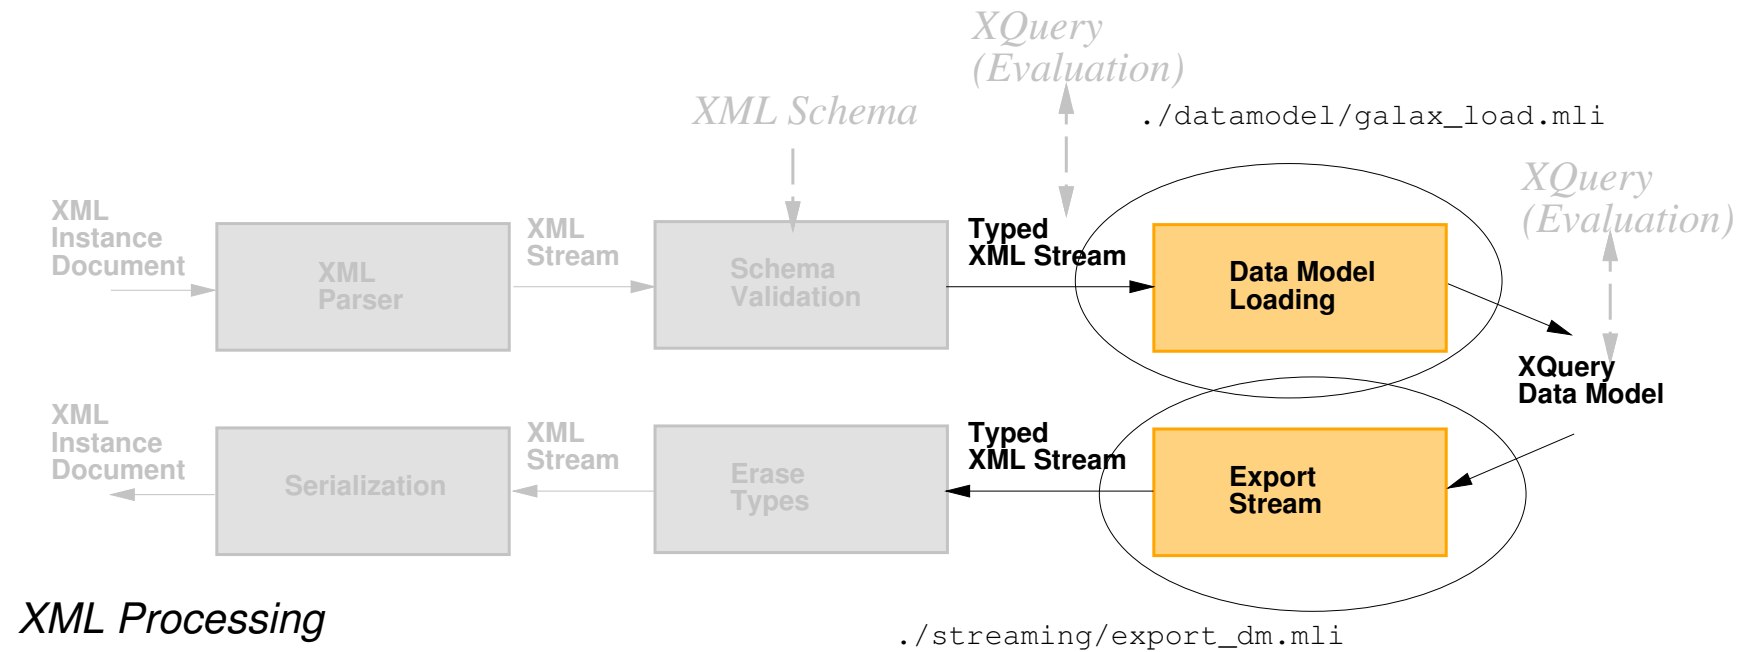 XQuery
(Evaluation)
XML Schema
./datamodel/galax_load.mli
XQuery
(Evaluation)
XML
Instance
Document
XML
Parser
XML
Stream
Schema
Validation
Typed
XML Stream
Data Model
Loading
XQuery
Data Model
XML
Instance
Document
Serialization
XML
Stream
Erase
Types
Typed
XML Stream
Export
Stream
XML Processing
./streaming/export_dm.mli